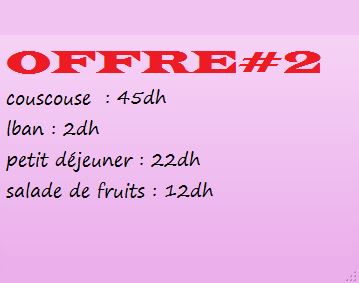 OFFRE#2
couscouse : 45dh
lban : 2dh
petit déjeuner : 22dh
salade de fruits : 12dh